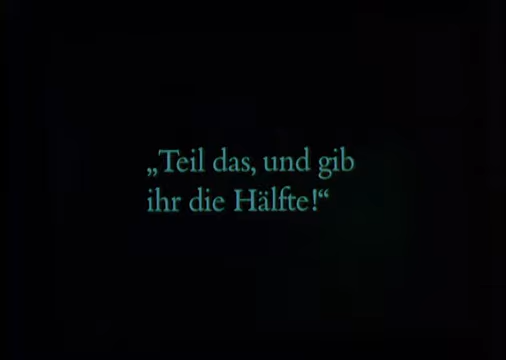 „Teil das, und gib
ihr die Hälfte!“